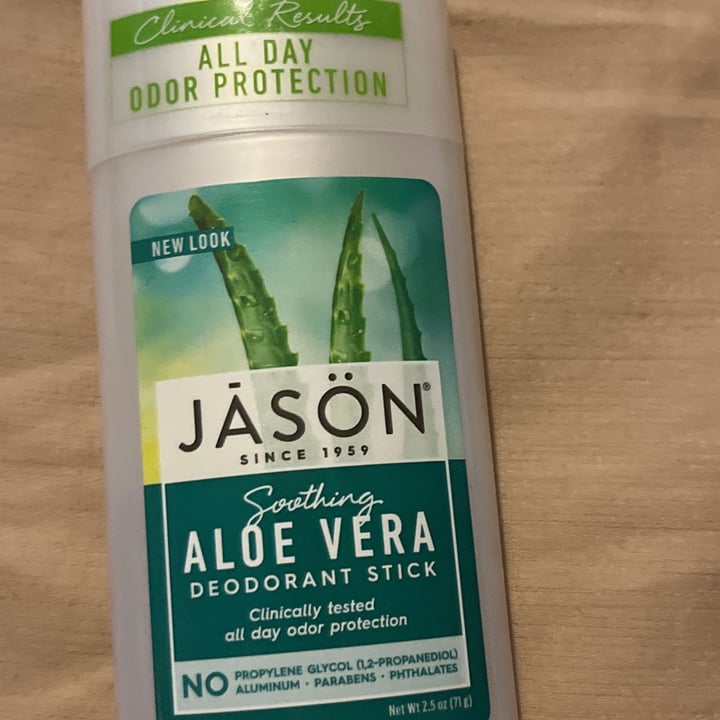 Clinical Results
ALL DAY
ODOR PROTECTION
NEW LOOK
JĀSÖN®
SINCE 1959
Soothing
ALOE VERA
DEODORANT STICK
Clinically tested
all day odor protection
NO PROPYLENE GLYCOL (1,2-PROPANEDIOL)
ALUMINUM · PARABENS · PHTHALATES
Net Wt 2.5 oz (71 g)